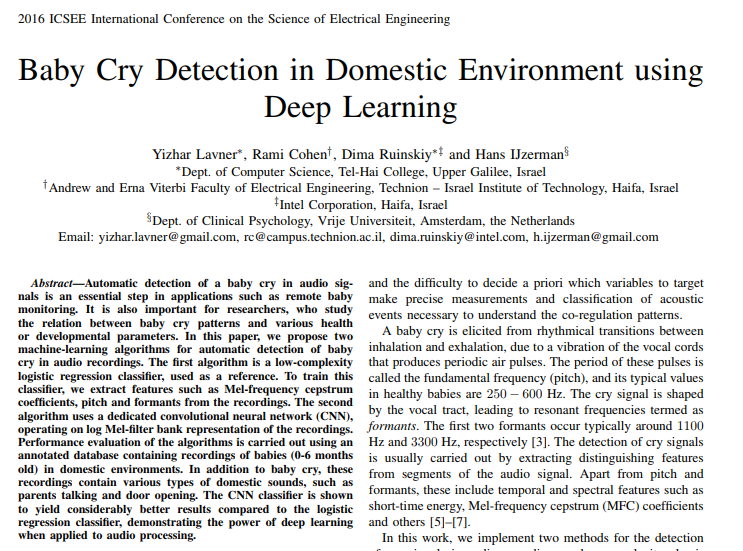 2016 ICSEE International Conference on the Science of Electrical Engineering
Baby Cry Detection in Domestic Environment using
Deep Learning
Yizhar Lavner*, Rami Cohen†, Dima Ruinskiy*‡ and Hans IJzerman§
*Dept. of Computer Science, Tel-Hai College, Upper Galilee, Israel
†Andrew and Erna Viterbi Faculty of Electrical Engineering, Technion – Israel Institute of Technology, Haifa, Israel
‡Intel Corporation, Haifa, Israel
§Dept. of Clinical Psychology, Vrije Universiteit, Amsterdam, the Netherlands
Email: yizhar.lavner@gmail.com, rc@campus.technion.ac.il, dima.ruinskiy@intel.com, h.ijzerman@gmail.com
Abstract—Automatic detection of a baby cry in audio sig-
nals is an essential step in applications such as remote baby
monitoring. It is also important for researchers, who study
the relation between baby cry patterns and various health
or developmental parameters. In this paper, we propose two
machine-learning algorithms for automatic detection of baby
cry in audio recordings. The first algorithm is a low-complexity
logistic regression classifier, used as a reference. To train this
classifier, we extract features such as Mel-frequency cepstrum
coefficients, pitch and formants from the recordings. The second
algorithm uses a dedicated convolutional neural network (CNN),
operating on log Mel-filter bank representation of the recordings.
Performance evaluation of the algorithms is carried out using an
annotated database containing recordings of babies (0-6 months
old) in domestic environments. In addition to baby cry, these
recordings contain various types of domestic sounds, such as
parents talking and door opening. The CNN classifier is shown
to yield considerably better results compared to the logistic
regression classifier, demonstrating the power of deep learning
when applied to audio processing.
and the difficulty to decide a priori which variables to target
make precise measurements and classification of acoustic
events necessary to understand the co-regulation patterns.
A baby cry is elicited from rhythmical transitions between
inhalation and exhalation, due to a vibration of the vocal cords
that produces periodic air pulses. The period of these pulses is
called the fundamental frequency (pitch), and its typical values
in healthy babies are 250 − 600 Hz. The cry signal is shaped
by the vocal tract, leading to resonant frequencies termed as
formants. The first two formants occur typically around 1100
Hz and 3300 Hz, respectively [3]. The detection of cry signals
is usually carried out by extracting distinguishing features
from segments of the audio signal. Apart from pitch and
formants, these include temporal and spectral features such as
short-time energy, Mel-frequency cepstrum (MFC) coefficients
and others [5]–[7].
In this work, we implement two methods for the detection